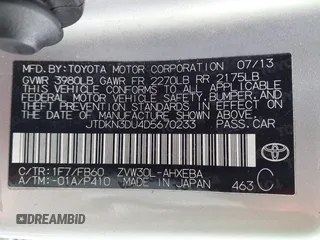 MFD.BY:TOYOTA MOTOR CORPORATION 07/13
GVWR 3980LB GAWR FR 2270LB RR 2175LB
THIS VEHICLE CONFORMS TO ALL APPLICABLE
FEDERAL MOTOR VEHICLE SAFETY, BUMPER, AND
THEFT PREVENTION STANDARDS IN EFFECT ON THE DATE
OF MANUFACTURE SHOWN ABOVE.
JTDKN3DU4D5670233 PASS.CAR
C/TR:1F7/FB60 ZVW30L-AHXEBA
A/TM:-01A/P410 MADE IN JAPAN 463 C
TOYOTA
DREAMBID